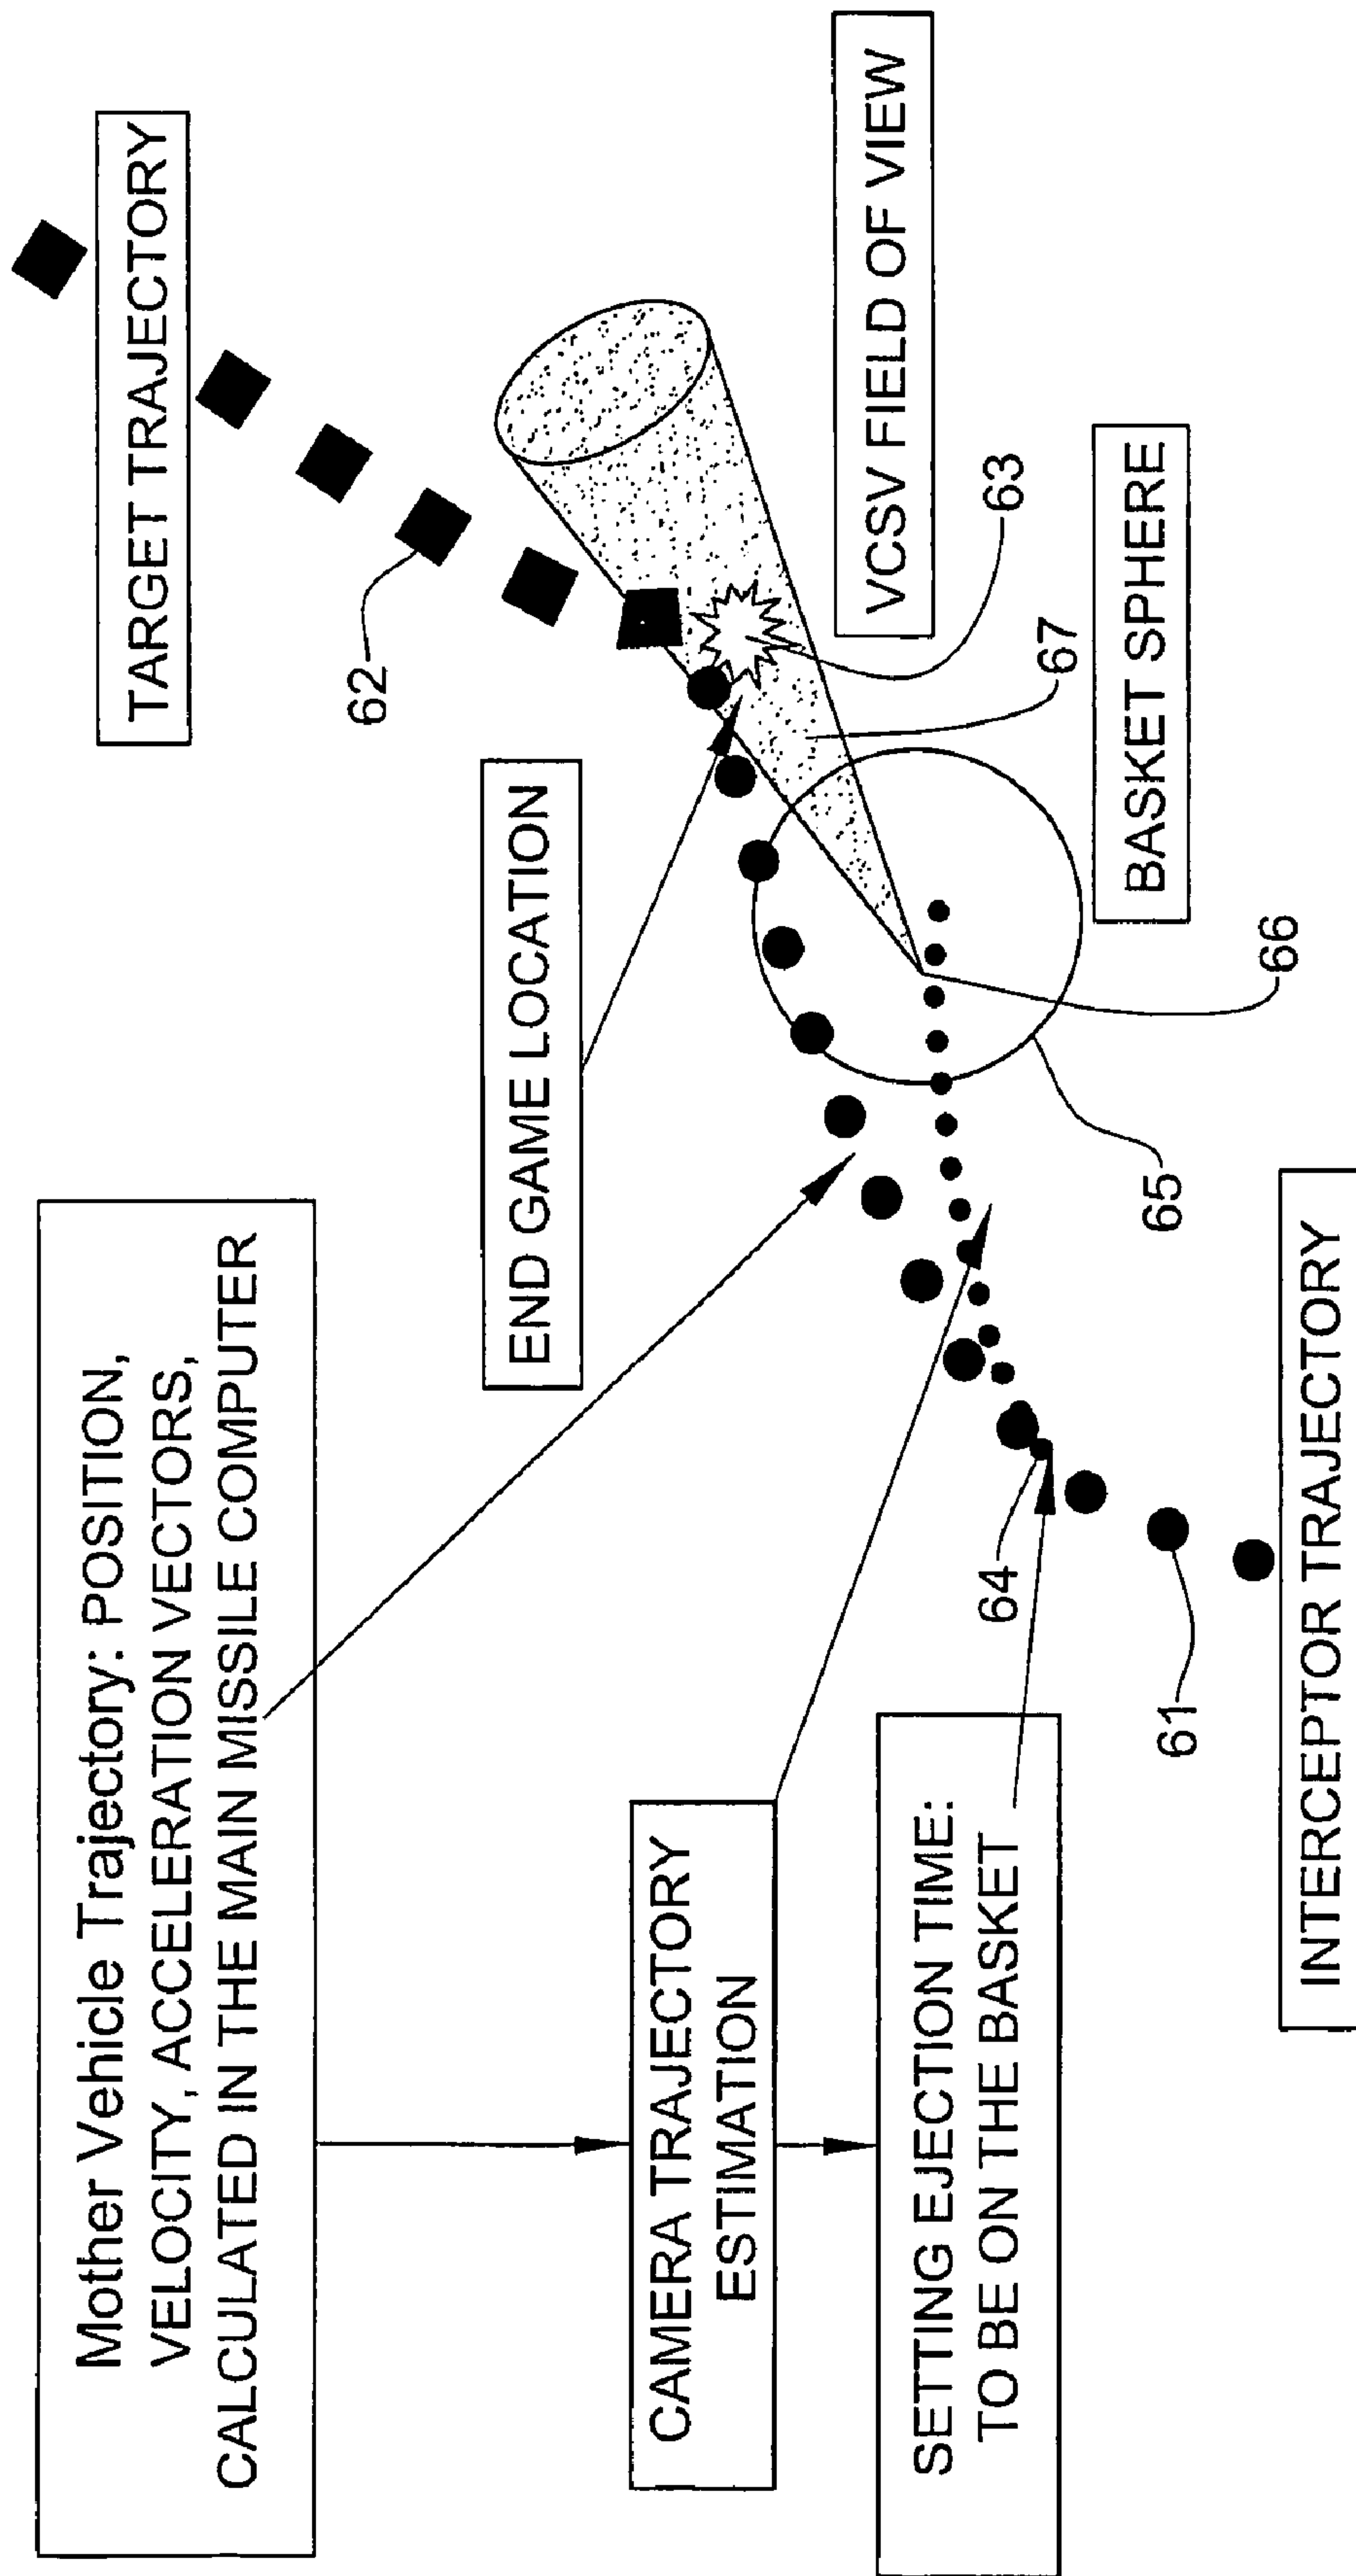 Mother Vehicle Trajectory: POSITION,
VELOCITY, ACCELERATION VECTORS,
CALCULATED IN THE MAIN MISSILE COMPUTER
TARGET TRAJECTORY
62
END GAME LOCATION
CAMERA TRAJECTORY
ESTIMATION
VCSV FIELD OF VIEW
63
67
SETTING EJECTION TIME:
TO BE ON THE BASKET
64
BASKET SPHERE
66
65
61
INTERCEPTOR TRAJECTORY